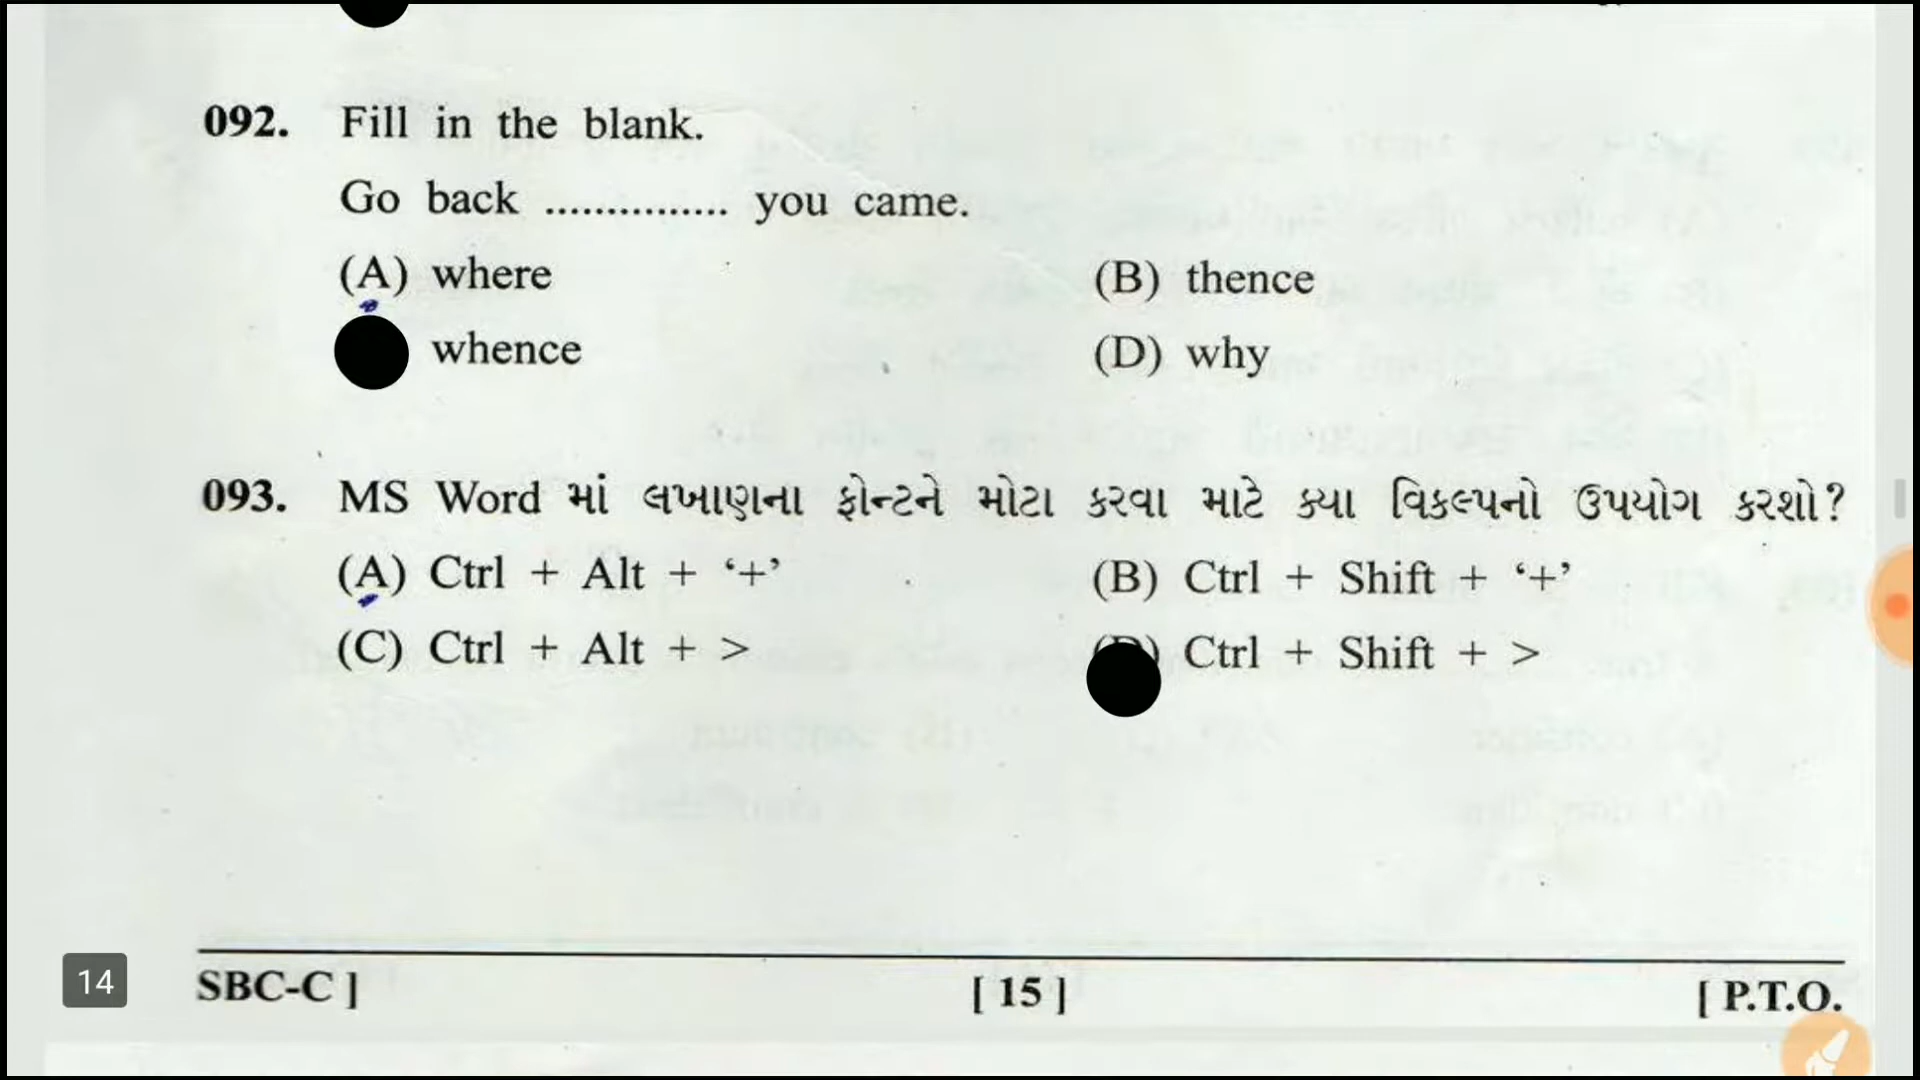 092. Fill in the blank.
Go back ............... you came.
(A) where (B) thence
whence (D) why
093. MS Word માં લખાણના ફોન્ટને મોટા કરવા માટે ક્યા વિકલ્પનો ઉપયોગ કરશો?
(A) Ctrl + Alt + ‘+’ (B) Ctrl + Shift + ‘+’
(C) Ctrl + Alt + > (D) Ctrl + Shift + >
14
SBC-C ] [ 15 ] [ P.T.O.